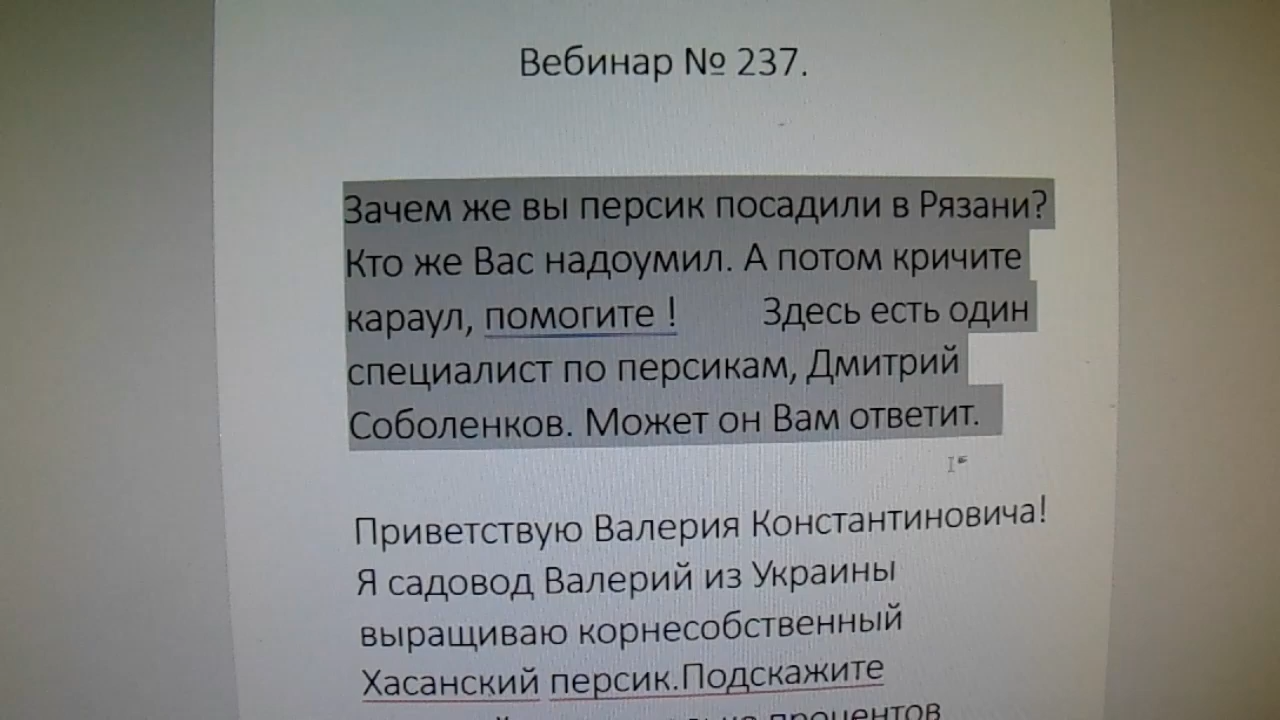 Вебинар № 237.
Зачем же вы персик посадили в Рязани?
Кто же Вас надоумил. А потом кричите
караул, помогите ! Здесь есть один
специалист по персикам, Дмитрий
Соболенков. Может он Вам ответит.
Приветствую Валерия Константиновича!
Я садовод Валерий из Украины
выращиваю корнесобственный
Хасанский персик.Подскажите
процентов